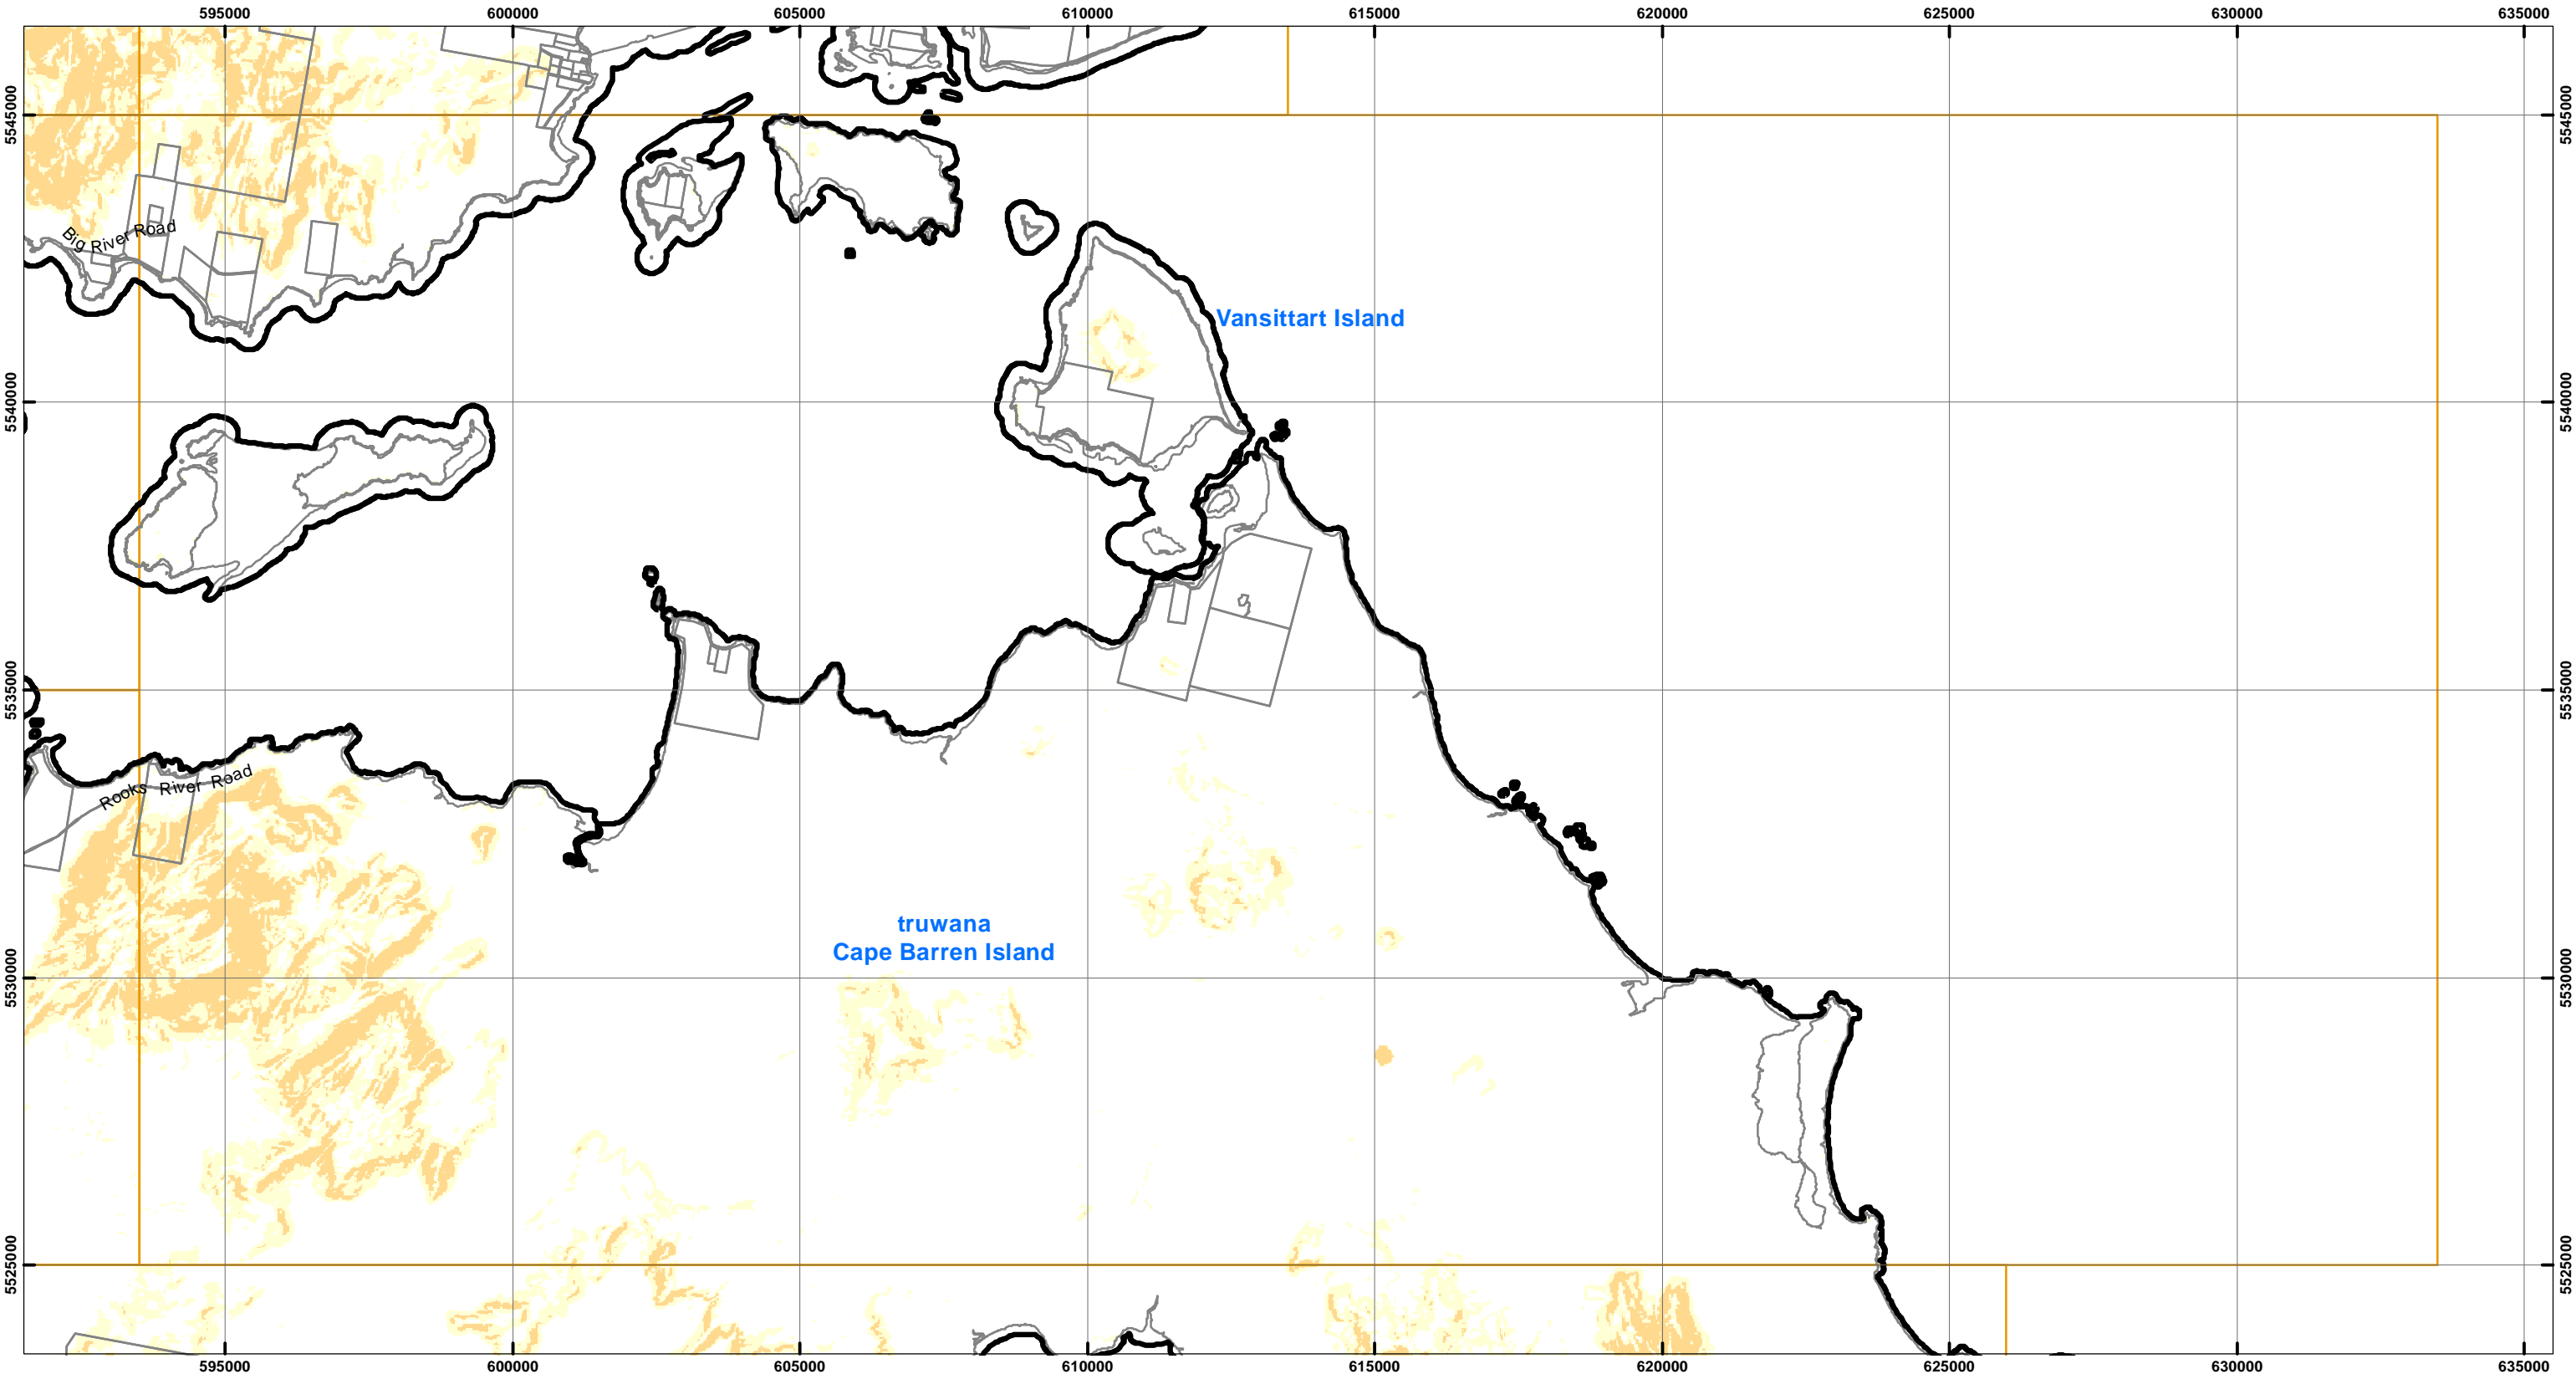 595000 600000 605000 610000 615000 620000 625000 630000 635000
5545000 5545000
Big River Road
Vansittart Island
5540000 5540000
5535000 5535000
Rooks River Road
truwana
Cape Barren Island
5530000 5530000
5525000 5525000
595000 600000 605000 610000 615000 620000 625000 630000 635000